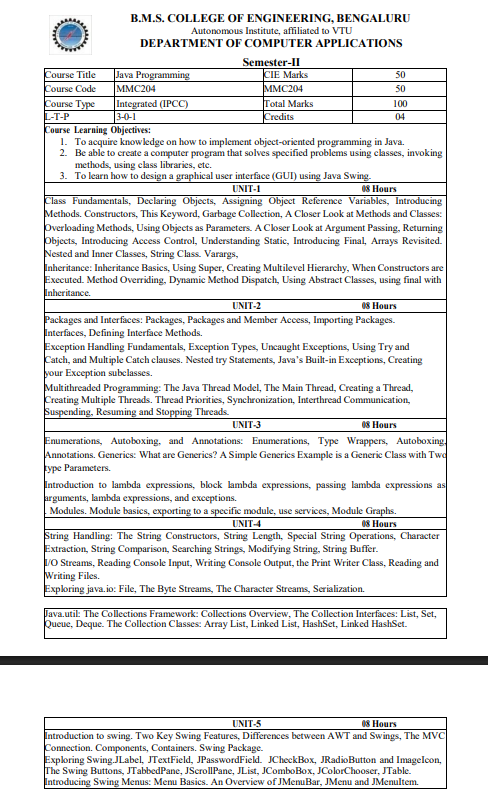 B.M.S. COLLEGE OF ENGINEERING, BENGALURU
Autonomous Institute, affiliated to VTU
DEPARTMENT OF COMPUTER APPLICATIONS
Semester-II
Course Title Java Programming CIE Marks 50
Course Code MMC204 MMC204 50
Course Type Integrated (IPCC) Total Marks 100
L-T-P 3-0-1 Credits 04
Course Learning Objectives:
1. To acquire knowledge on how to implement object-oriented programming in Java.
2. Be able to create a computer program that solves specified problems using classes, invoking
methods, using class libraries, etc.
3. To learn how to design a graphical user interface (GUI) using Java Swing.
UNIT-1 08 Hours
Class Fundamentals, Declaring Objects, Assigning Object Reference Variables, Introducing
Methods. Constructors, This Keyword, Garbage Collection, A Closer Look at Methods and Classes:
Overloading Methods, Using Objects as Parameters. A Closer Look at Argument Passing, Returning
Objects, Introducing Access Control, Understanding Static, Introducing Final, Arrays Revisited.
Nested and Inner Classes, String Class. Varargs,
Inheritance: Inheritance Basics, Using Super, Creating Multilevel Hierarchy, When Constructors are
Executed. Method Overriding, Dynamic Method Dispatch, Using Abstract Classes, using final with
Inheritance.
UNIT-2 08 Hours
Packages and Interfaces: Packages, Packages and Member Access, Importing Packages.
Interfaces, Defining Interface Methods.
Exception Handling Fundamentals, Exception Types, Uncaught Exceptions, Using Try and
Catch, and Multiple Catch clauses. Nested try Statements, Java's Built-in Exceptions, Creating
your Exception subclasses.
Multithreaded Programming: The Java Thread Model, The Main Thread, Creating a Thread,
Creating Multiple Threads. Thread Priorities, Synchronization, Interthread Communication,
Suspending, Resuming and Stopping Threads.
UNIT-3 08 Hours
Enumerations, Autoboxing, and Annotations: Enumerations, Type Wrappers, Autoboxing,
Annotations. Generics: What are Generics? A Simple Generics Example is a Generic Class with Two
type Parameters.
Introduction to lambda expressions, block lambda expressions, passing lambda expressions as
arguments, lambda expressions, and exceptions.
. Modules. Module basics, exporting to a specific module, use services, Module Graphs.
UNIT-4 08 Hours
String Handling: The String Constructors, String Length, Special String Operations, Character
Extraction, String Comparison, Searching Strings, Modifying String, String Buffer.
I/O Streams, Reading Console Input, Writing Console Output, the Print Writer Class, Reading and
Writing Files.
Exploring java.io: File, The Byte Streams, The Character Streams, Serialization.
Java.util: The Collections Framework: Collections Overview, The Collection Interfaces: List, Set,
Queue, Deque. The Collection Classes: Array List, Linked List, HashSet, Linked HashSet.
UNIT-5 08 Hours
Introduction to swing. Two Key Swing Features, Differences between AWT and Swings, The MVC
Connection. Components, Containers. Swing Package.
Exploring Swing.JLabel, JTextField, JPasswordField. JCheckBox, JRadioButton and ImageIcon,
The Swing Buttons, JTabbedPane, JScrollPane, JList, JComboBox, JColorChooser, JTable.
Introducing Swing Menus: Menu Basics. An Overview of JMenuBar, JMenu and JMenuItem.